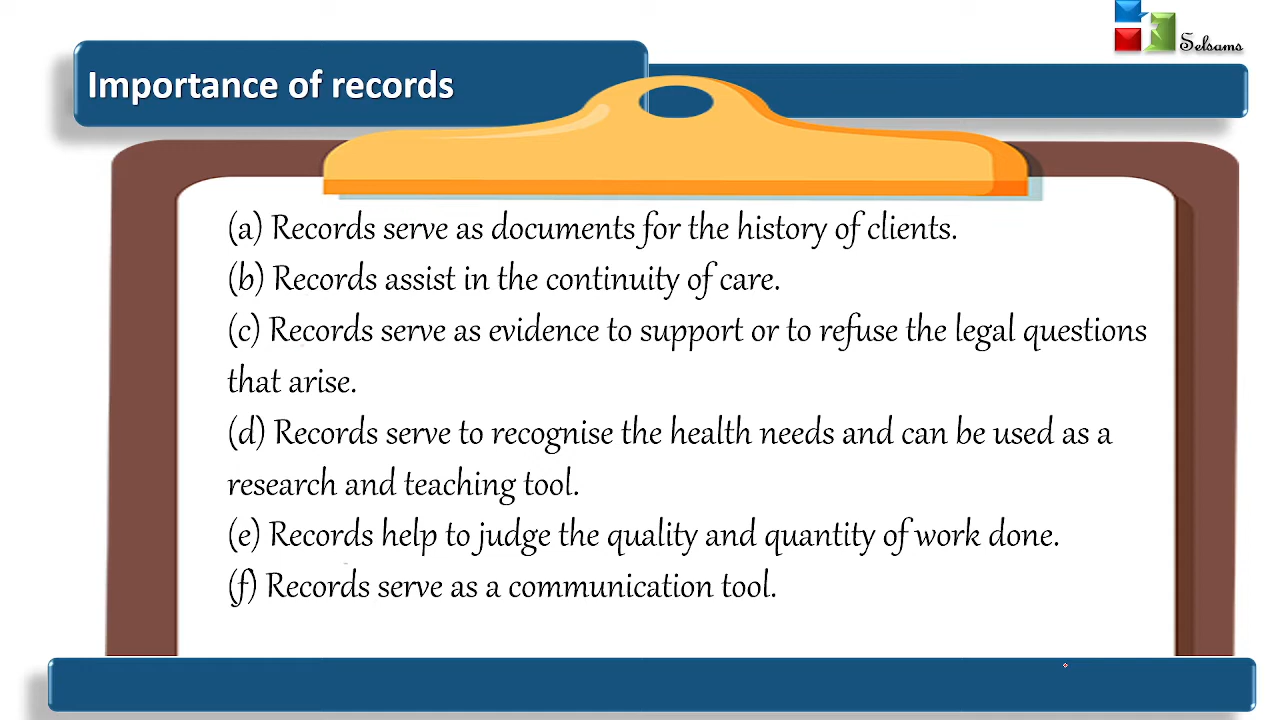 Selsams
Importance of records
(a) Records serve as documents for the history of clients.
(b) Records assist in the continuity of care.
(c) Records serve as evidence to support or to refuse the legal questions
that arise.
(d) Records serve to recognise the health needs and can be used as a
research and teaching tool.
(e) Records help to judge the quality and quantity of work done.
(f) Records serve as a communication tool.